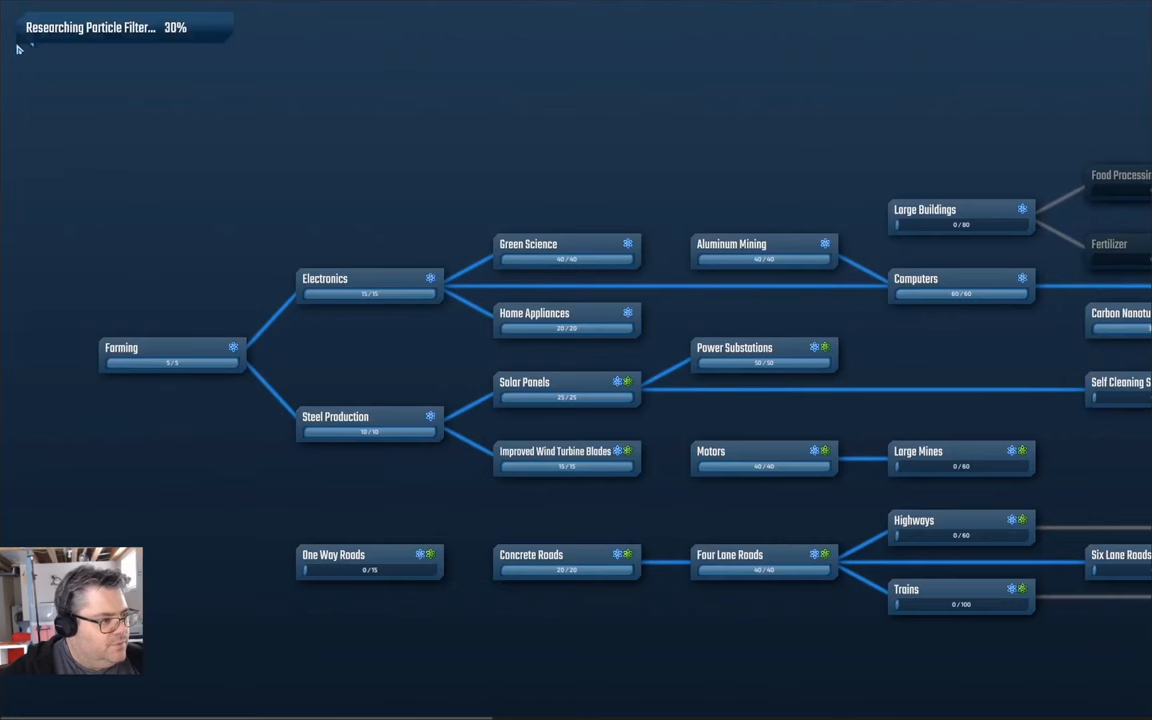 Researching Particle Filter... 30%
Food Processin
Large Buildings
0/80
Green Science
40/40
Aluminum Mining
40/40
Fertilizer
Electronics
15/15
Computers
60/60
Home Appliances
20/20
Carbon Nanotu
Farming
5/5
Power Substations
50/50
Solar Panels
25/25
Self Cleaning S
Steel Production
10/10
Improved Wind Turbine Blades
15/15
Motors
40/40
Large Mines
0/60
Highways
0/60
One Way Roads
0/15
Concrete Roads
20/20
Four Lane Roads
40/40
Six Lane Roads
Trains
0/100